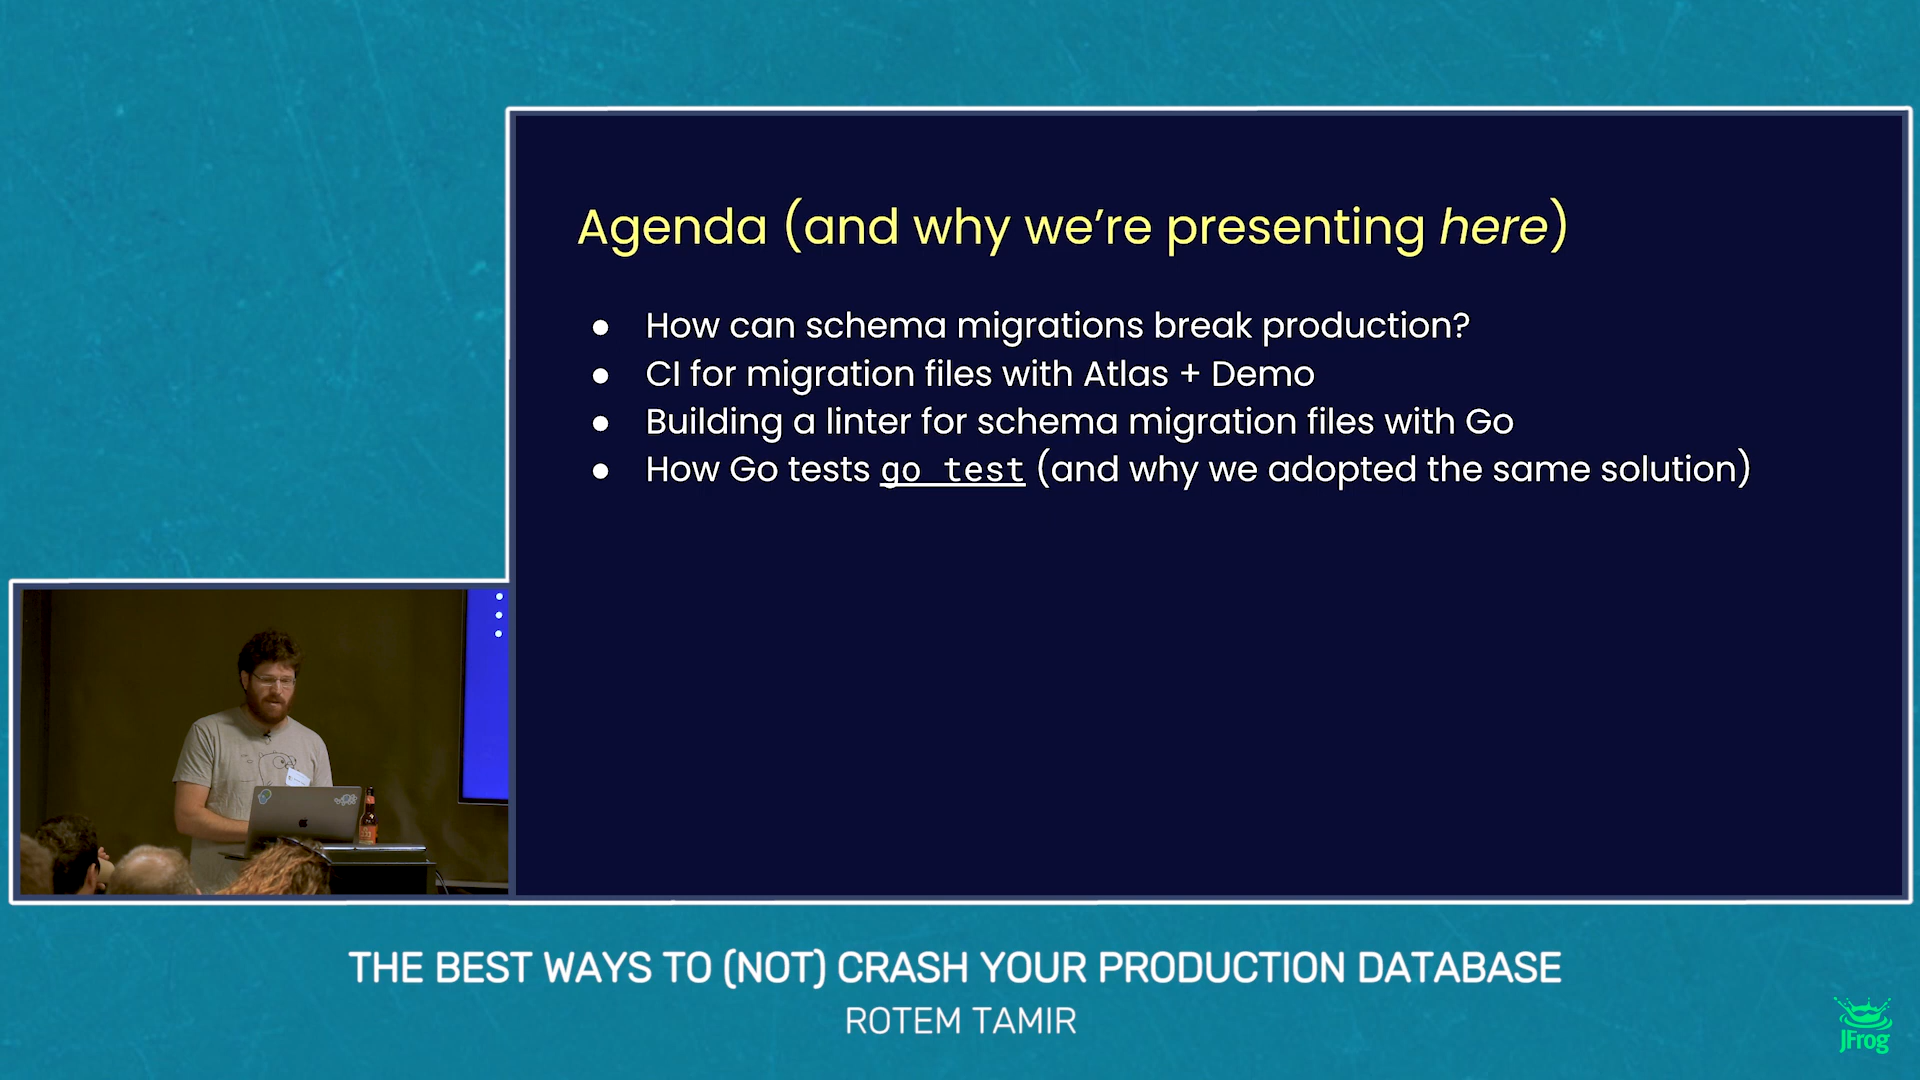 Agenda (and why we're presenting here)
● How can schema migrations break production?
● CI for migration files with Atlas + Demo
● Building a linter for schema migration files with Go
● How Go tests go test (and why we adopted the same solution)
THE BEST WAYS TO (NOT) CRASH YOUR PRODUCTION DATABASE
ROTEM TAMIR
JFrog